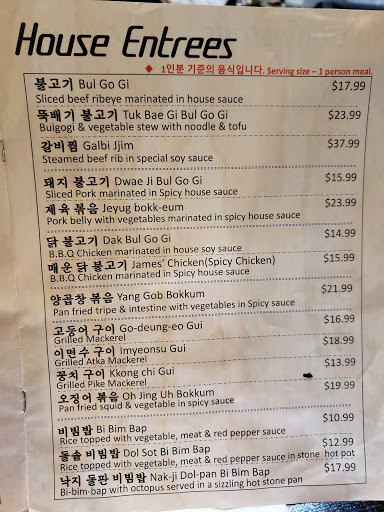 House Entrees
◆ 1인분 기준의 음식입니다. Serving size – 1 person meal.
불고기 Bul Go Gi $17.99
Sliced beef ribeye marinated in house sauce
뚝배기 불고기 Tuk Bae Gi Bul Go Gi $23.99
Bulgogi & vegetable stew with noodle & tofu
갈비찜 Galbi Jjim $37.99
Steamed beef rib in special soy sauce
돼지 불고기 Dwae Ji Bul Go Gi $15.99
Sliced Pork marinated in Spicy house sauce
제육 볶음 Jeyug bokk-eum $23.99
Pork belly with vegetables marinated in spicy house sauce
닭 불고기 Dak Bul Go Gi $14.99
B.B.Q Chicken marinated in house soy sauce
매운 닭 불고기 James' Chicken(Spicy Chicken) $15.99
B.B.Q Chicken marinated in Spicy house sauce
양곱창 볶음 Yang Gob Bokkum $21.99
Pan fried tripe & intestine with vegetables in Spicy sauce
고등어 구이 Go-deung-eo Gui $16.99
Grilled Mackerel
이면수 구이 Imyeonsu Gui $18.99
Grilled Atka Mackerel
꽁치 구이 Kkong chi Gui $13.99
Grilled Pike Mackerel
오징어 볶음 Oh Jing Uh Bokkum $19.99
Pan fried squid & vegetable in spicy sauce
비빔밥 Bi Bim Bap $10.99
Rice topped with vegetable, meat & red pepper sauce
돌솥 비빔밥 Dol Sot Bi Bim Bap $12.99
Rice topped with vegetable, meat & red pepper sauce in stone hot pot
낙지 돌판 비빔밥 Nak-ji Dol-pan Bi Bim Bap $17.99
Bi-bim-bap with octopus served in a sizzling hot stone pan